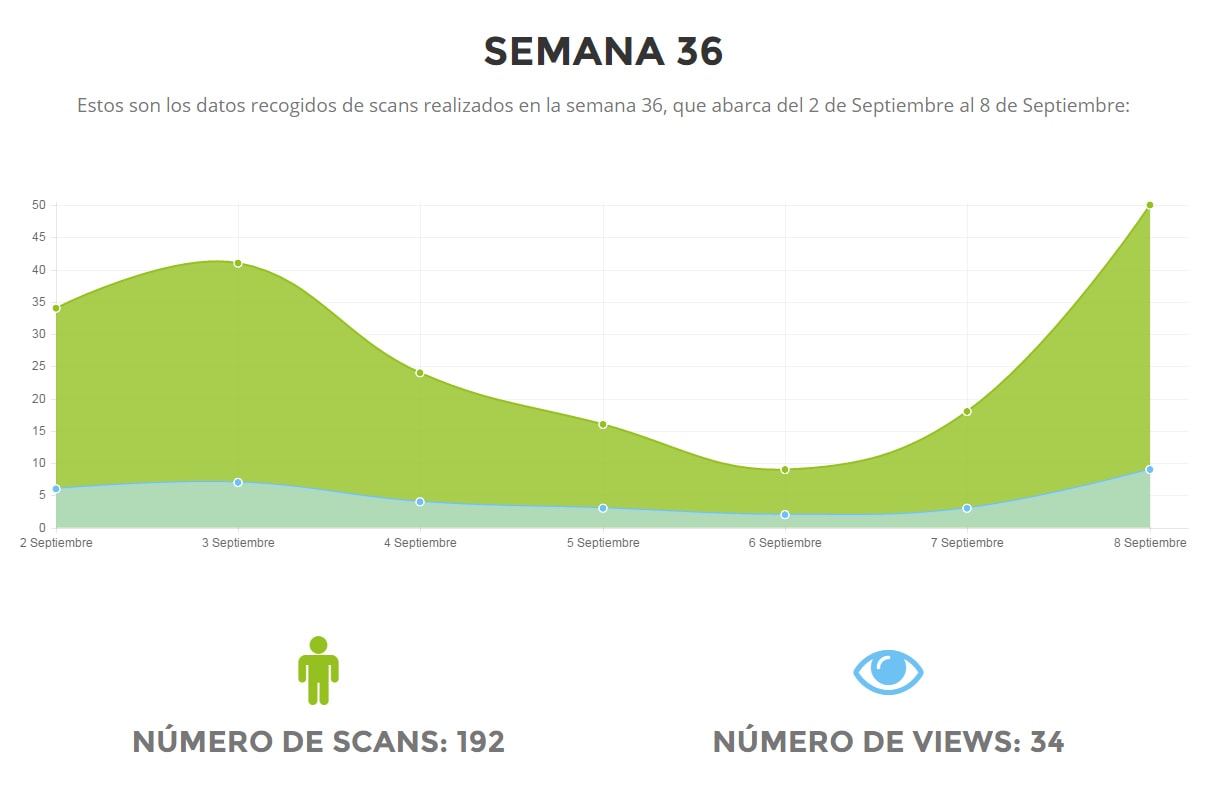 SEMANA 36
Estos son los datos recogidos de scans realizados en la semana 36, que abarca del 2 de Septiembre al 8 de Septiembre:
50
45
40
35
30
25
20
15
10
5
0
2 Septiembre 3 Septiembre 4 Septiembre 5 Septiembre 6 Septiembre 7 Septiembre 8 Septiembre
NÚMERO DE SCANS: 192 NÚMERO DE VIEWS: 34